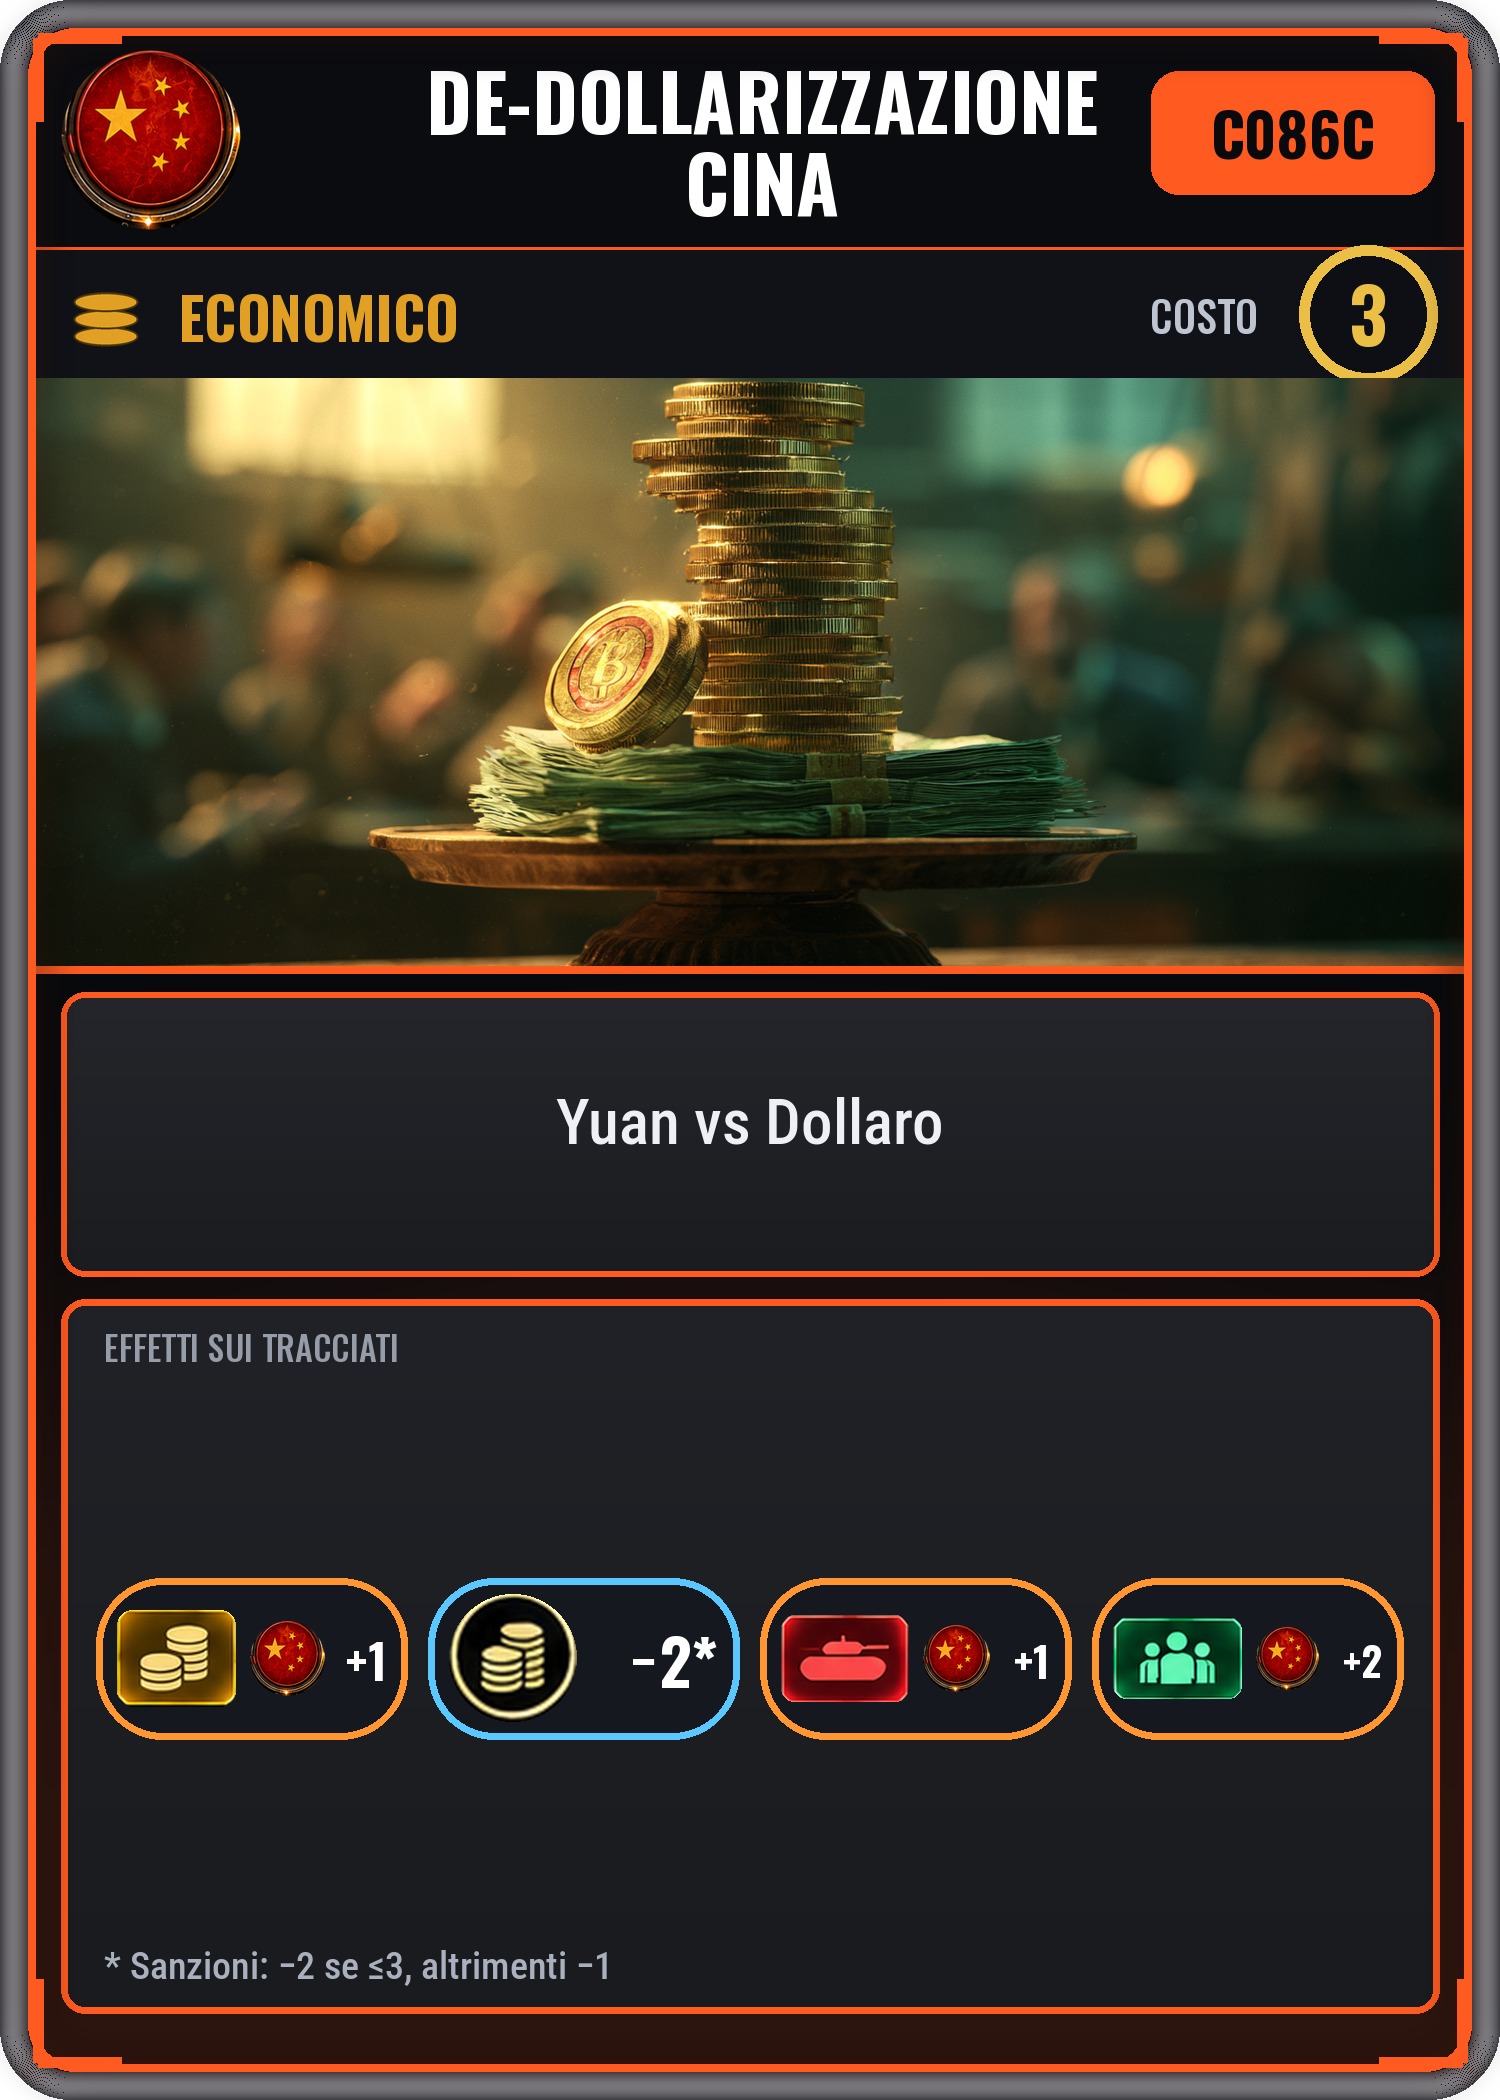 DE-DOLLARIZZAZIONE
CINA
C086C
ECONOMICO
COSTO
3
Yuan vs Dollaro
EFFETTI SUI TRACCIATI
+1
−2*
+1
+2
* Sanzioni: −2 se ≤3, altrimenti −1